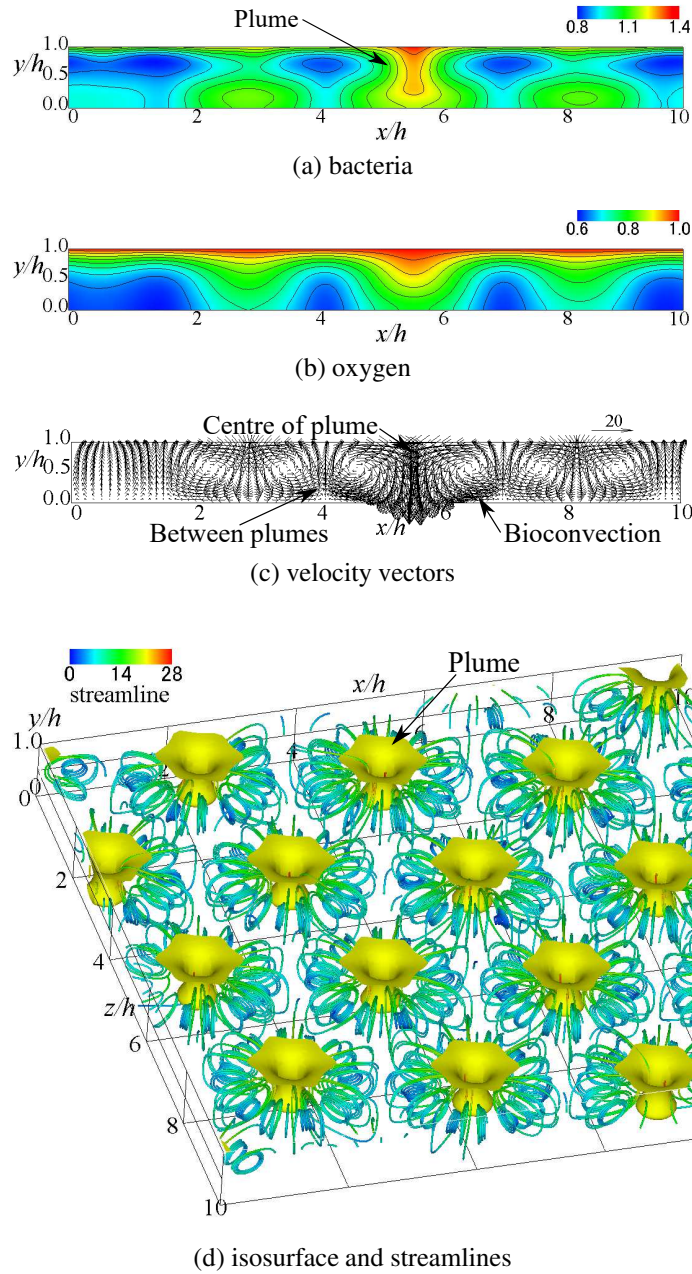 Plume
0.8 1.1 1.4
1.0
y/h
0.5
0.0
0 2 4 6 8 10
x/h
(a) bacteria
0.6 0.8 1.0
1.0
y/h
0.5
0.0
0 2 4 6 8 10
x/h
(b) oxygen
Centre of plume
20
1.0
y/h
0.5
0.0
0 2 4 6 8 10
x/h
Between plumes
Bioconvection
(c) velocity vectors
0 14 28
streamline
Plume
x/h
y/h
1.0
0
0
2
4
6
8
10
2
4
z/h
6
8
10
(d) isosurface and streamlines